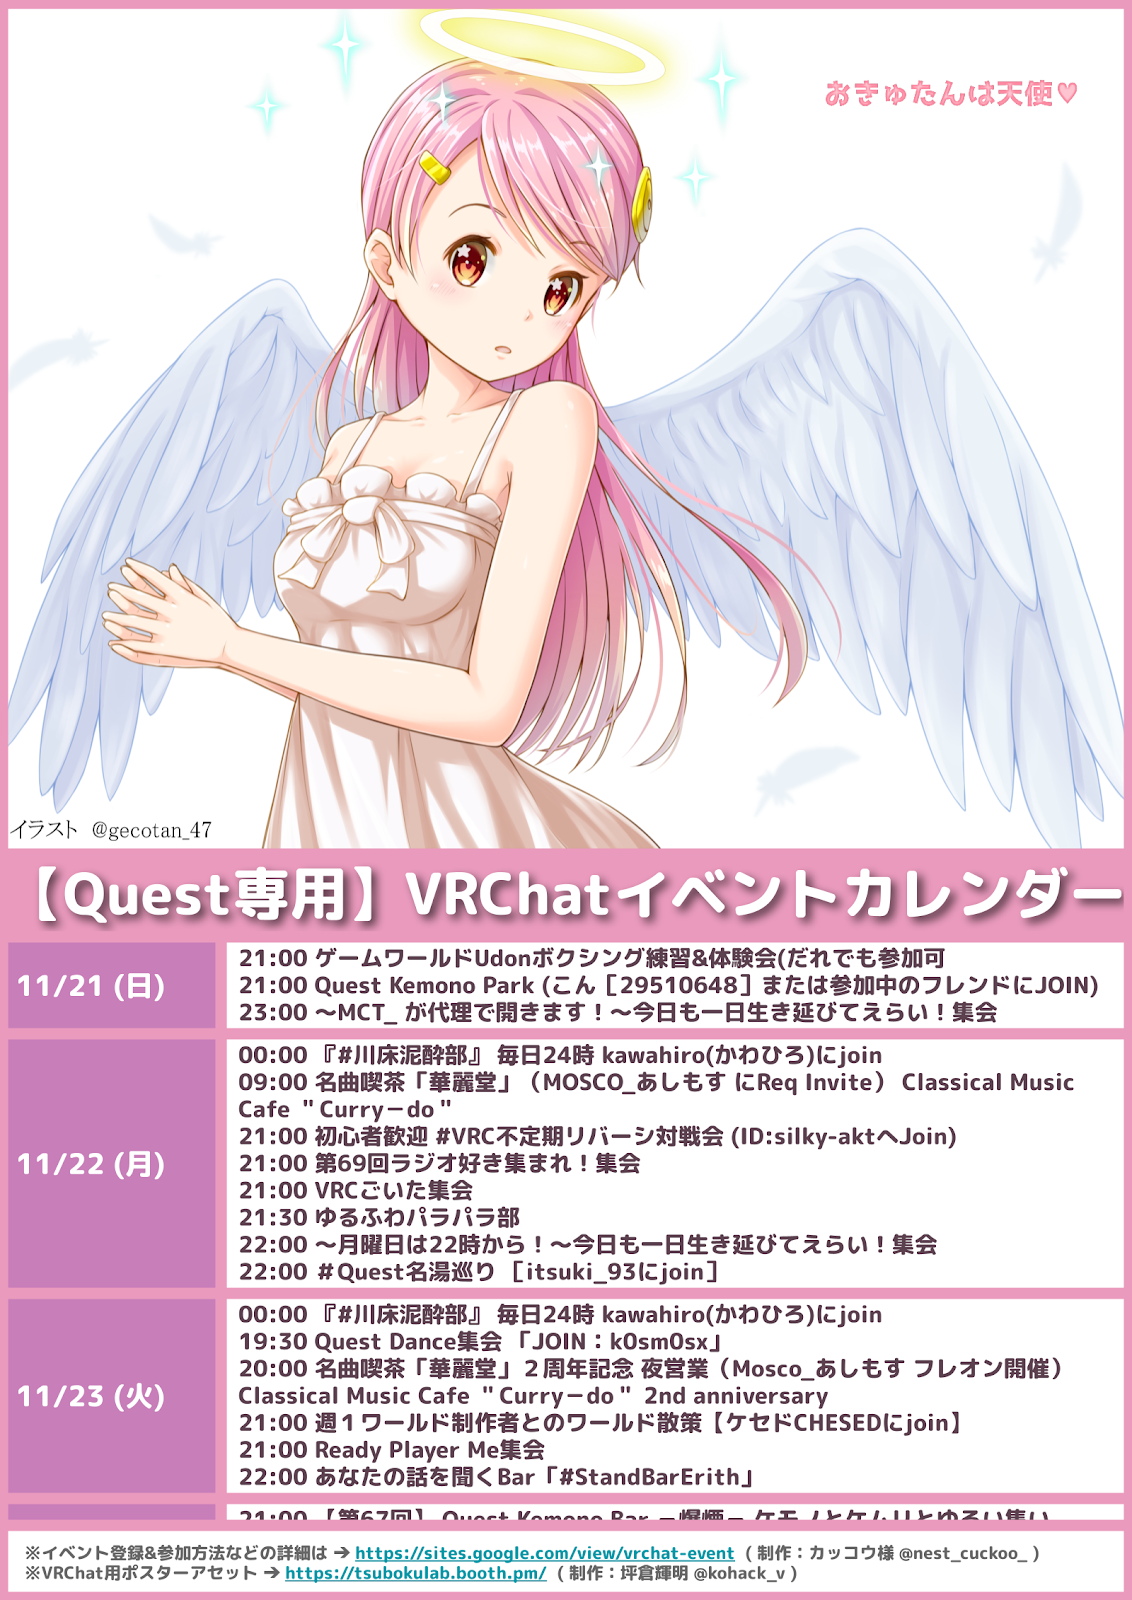 おきゅたんは天使♥
イラスト @gecotan_47
【Quest専用】VRChatイベントカレンダー
11/21 (日)
21:00 ゲームワールドUdonボクシング練習&体験会(だれでも参加可
21:00 Quest Kemono Park (こん［29510648］または参加中のフレンドにJOIN)
23:00 〜MCT_ が代理で開きます！〜今日も一日生き延びてえらい！集会
11/22 (月)
00:00 『#川床泥酔部』 毎日24時 kawahiro(かわひろ)にjoin
09:00 名曲喫茶「華麗堂」（MOSCO_あしもす にReq Invite） Classical Music
Cafe ＂Curry－do＂
21:00 初心者歓迎 #VRC不定期リバーシ対戦会 (ID:silky-aktへJoin)
21:00 第69回ラジオ好き集まれ！集会
21:00 VRCごいた集会
21:30 ゆるふわパラパラ部
22:00 〜月曜日は22時から！〜今日も一日生き延びてえらい！集会
22:00 ＃Quest名湯巡り ［itsuki_93にjoin］
11/23 (火)
00:00 『#川床泥酔部』 毎日24時 kawahiro(かわひろ)にjoin
19:30 Quest Dance集会 「JOIN：k0sm0sx」
20:00 名曲喫茶「華麗堂」２周年記念 夜営業（Mosco_あしもす フレオン開催）
Classical Music Cafe ＂Curry－do＂ 2nd anniversary
21:00 週１ワールド制作者とのワールド散策【ケセドCHESEDにjoin】
21:00 Ready Player Me集会
22:00 あなたの話を聞くBar「#StandBarErith」
21:00 【第67回】 Quest Kemono Bar －爆煙－ ケモノとケムリとゆるい集い
※イベント登録&参加方法などの詳細は → https://sites.google.com/view/vrchat-event ( 制作：カッコウ様 @nest_cuckoo_ )
※VRChat用ポスターアセット → https://tsubokulab.booth.pm/ ( 制作：坪倉輝明 @kohack_v )